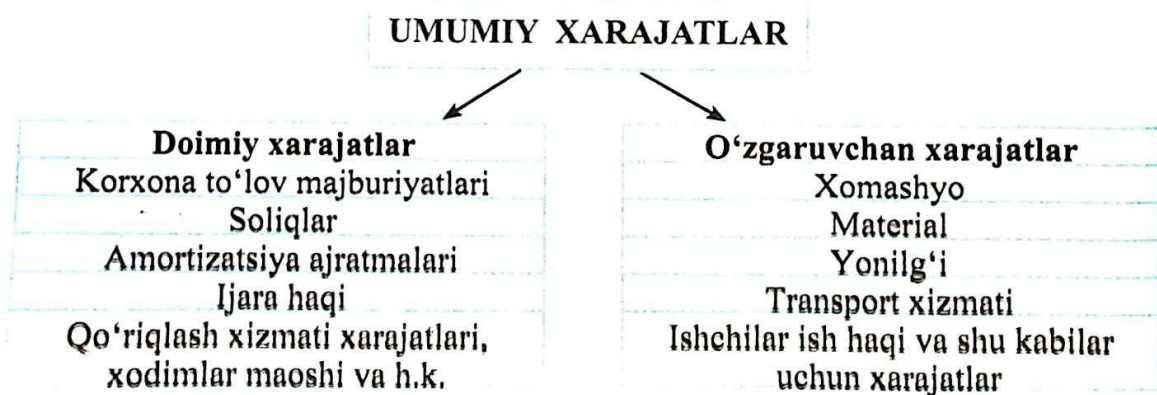 UMUMIY XARAJATLAR
Doimiy xarajatlar
Korxona to‘lov majburiyatlari
Soliqlar
Amortizatsiya ajratmalari
Ijara haqi
Qo‘riqlash xizmati xarajatlari,
xodimlar maoshi va h.k.
O‘zgaruvchan xarajatlar
Xomashyo
Material
Yonilg‘i
Transport xizmati
Ishchilar ish haqi va shu kabilar
uchun xarajatlar